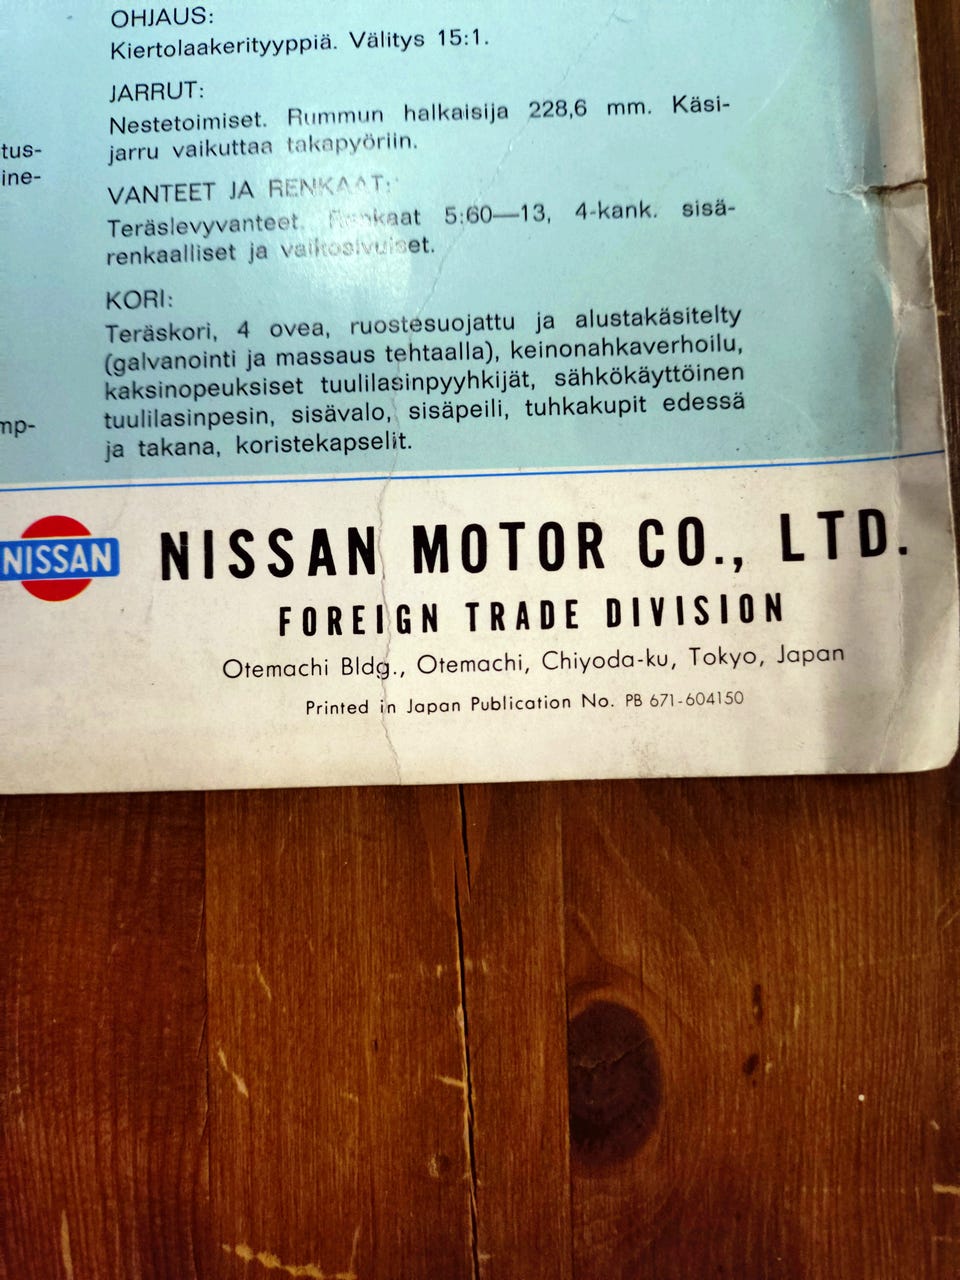 OHJAUS:
Kiertolaakerityyppiä. Välitys 15:1.
JARRUT:
Nestetoimiset. Rummun halkaisija 228,6 mm. Käsi-
jarru vaikuttaa takapyöriin.
VANTEET JA RENKAAT:
Teräslevyvanteet. Renkaat 5:60—13, 4-kank. sisä-
renkaalliset ja valkosivuiset.
KORI:
Teräskori, 4 ovea, ruostesuojattu ja alustakäsitelty
(galvanointi ja massaus tehtaalla), keinonahkaverhoilu,
kaksinopeuksiset tuulilasinpyyhkijät, sähkökäyttöinen
tuulilasinpesin, sisävalo, sisäpeili, tuhkakupit edessä
ja takana, koristekapselit.
tus-
ine-
mp-
NISSAN
NISSAN MOTOR CO., LTD.
FOREIGN TRADE DIVISION
Otemachi Bldg., Otemachi, Chiyoda-ku, Tokyo, Japan
Printed in Japan Publication No. PB 671-604150